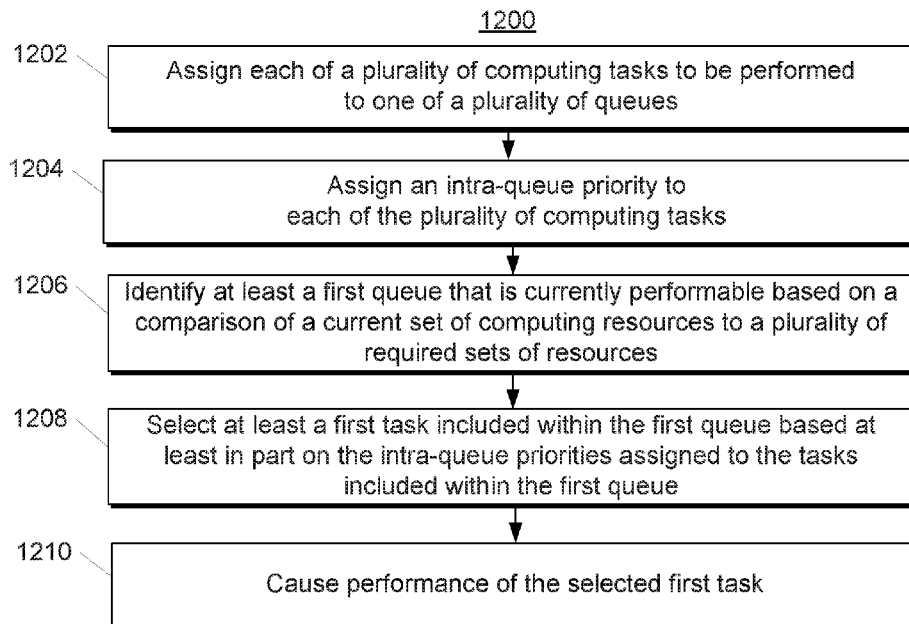 1200
1202
Assign each of a plurality of computing tasks to be performed
to one of a plurality of queues
1204
Assign an intra-queue priority to
each of the plurality of computing tasks
1206
Identify at least a first queue that is currently performable based on a
comparison of a current set of computing resources to a plurality of
required sets of resources
1208
Select at least a first task included within the first queue based at
least in part on the intra-queue priorities assigned to the tasks
included within the first queue
1210
Cause performance of the selected first task